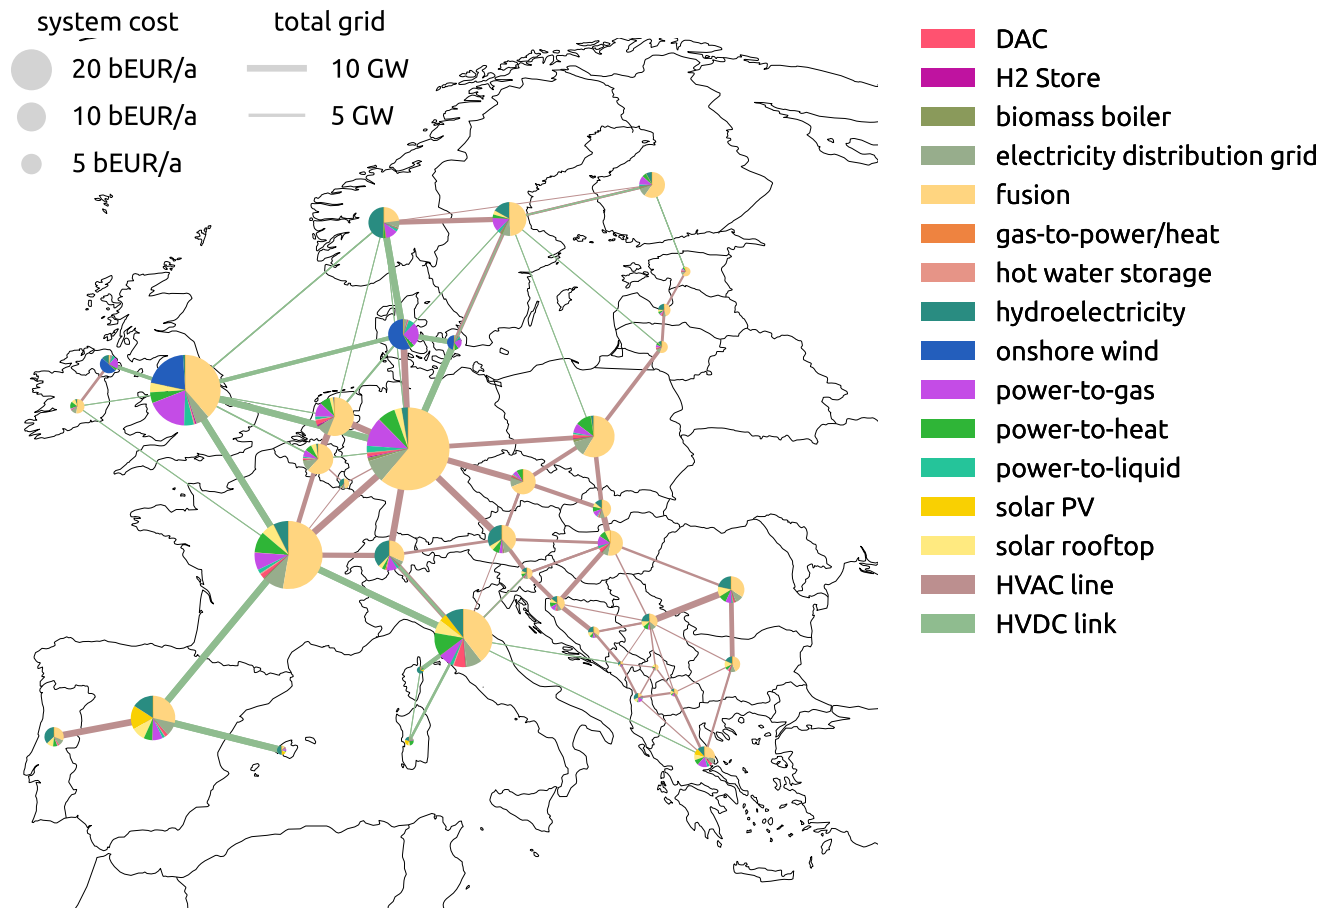 system cost
total grid
20 bEUR/a
10 GW
10 bEUR/a
5 GW
5 bEUR/a
DAC
H2 Store
biomass boiler
electricity distribution grid
fusion
gas-to-power/heat
hot water storage
hydroelectricity
onshore wind
power-to-gas
power-to-heat
power-to-liquid
solar PV
solar rooftop
HVAC line
HVDC link